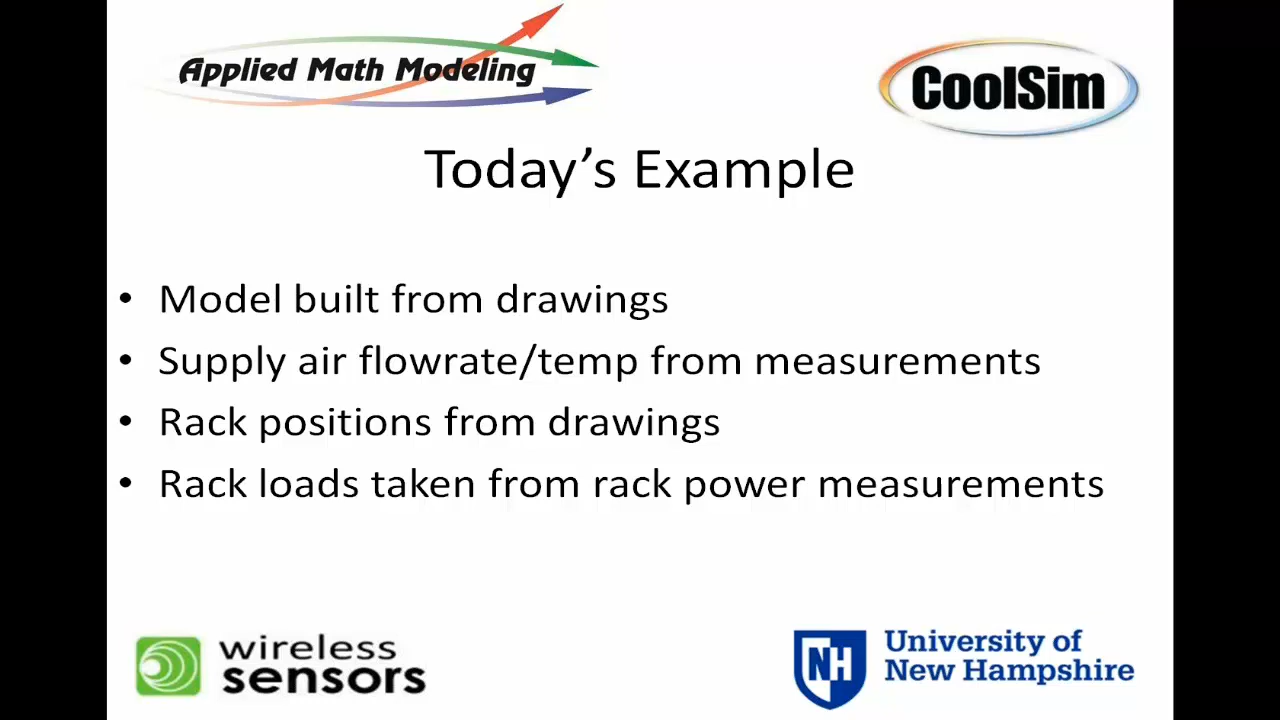 Applied Math Modeling
CoolSim
Today’s Example
• Model built from drawings
• Supply air flowrate/temp from measurements
• Rack positions from drawings
• Rack loads taken from rack power measurements
wireless
sensors
NH
University of
New Hampshire